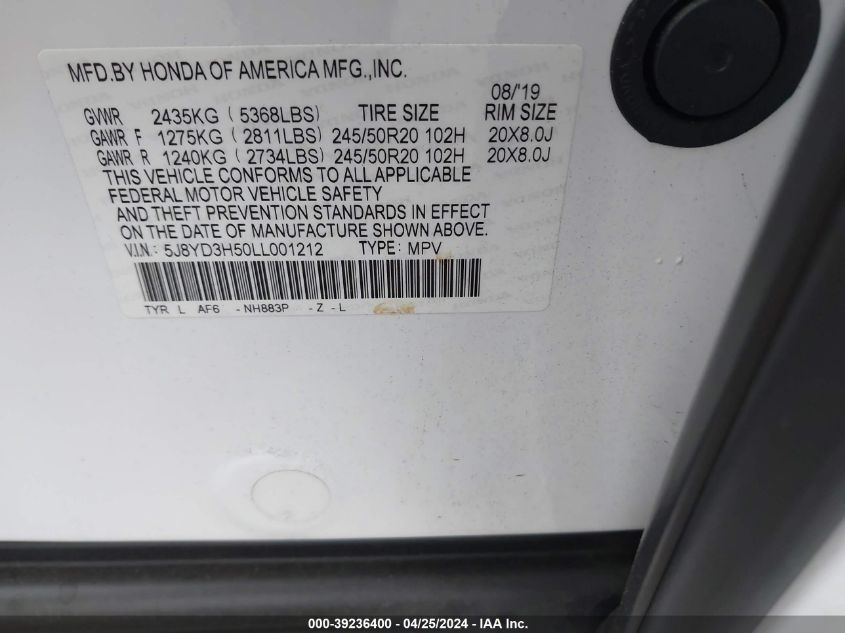 MFD.BY HONDA OF AMERICA MFG.,INC.
08/'19
GVWR 2435KG ( 5368LBS) TIRE SIZE RIM SIZE
GAWR F 1275KG ( 2811LBS) 245/50R20 102H 20X8.0J
GAWR R 1240KG ( 2734LBS) 245/50R20 102H 20X8.0J
THIS VEHICLE CONFORMS TO ALL APPLICABLE
FEDERAL MOTOR VEHICLE SAFETY
AND THEFT PREVENTION STANDARDS IN EFFECT
ON THE DATE OF MANUFACTURE SHOWN ABOVE.
V.I.N.: 5J8YD3H50LL001212 TYPE: MPV
TYR L AF6 -NH883P -Z -L
000-39236400 - 04/25/2024 - IAA Inc.